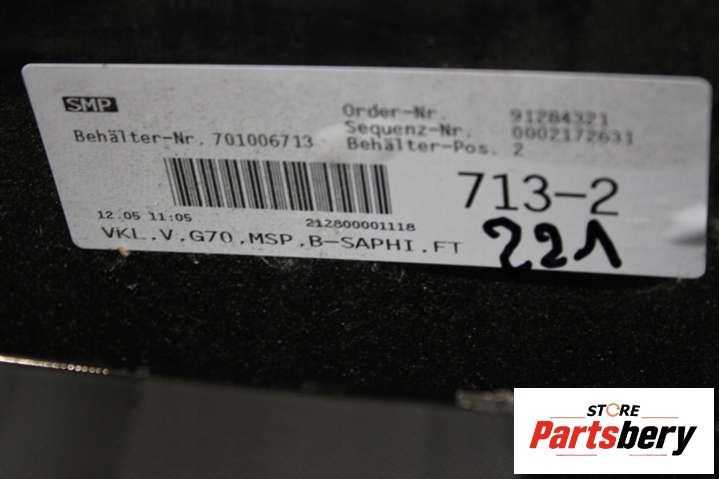 SMP
Order-Nr. 91284321
Sequenz-Nr. 0002172631
Behälter-Nr. 701006713
Behälter-Pos. 2
713-2
12.05 11:05
212800001118
VKL.V.G70.MSP.B-SAPHI.FT
221
STORE
Partsbery